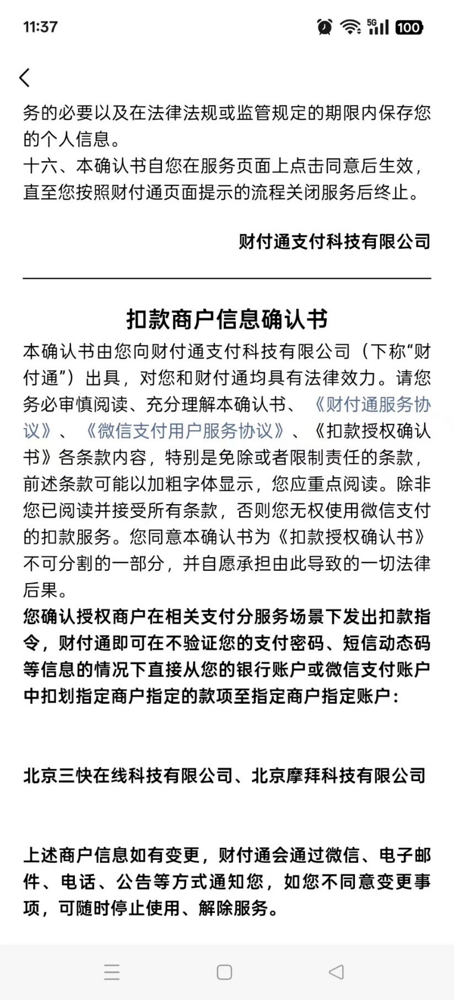 11:37
5G
100
务的必要以及在法律法规或监管规定的期限内保存您
的个人信息。
十六、本确认书自您在服务页面上点击同意后生效，
直至您按照财付通页面提示的流程关闭服务后终止。
财付通支付科技有限公司
扣款商户信息确认书
本确认书由您向财付通支付科技有限公司（下称“财
付通”）出具，对您和财付通均具有法律效力。请您
务必审慎阅读、充分理解本确认书、《财付通服务协
议》、《微信支付用户服务协议》、《扣款授权确认
书》各条款内容，特别是免除或者限制责任的条款，
前述条款可能以加粗字体显示，您应重点阅读。除非
您已阅读并接受所有条款，否则您无权使用微信支付
的扣款服务。您同意本确认书为《扣款授权确认书》
不可分割的一部分，并自愿承担由此导致的一切法律
后果。
您确认授权商户在相关支付分服务场景下发出扣款指
令，财付通即可在不验证您的支付密码、短信动态码
等信息的情况下直接从您的银行账户或微信支付账户
中扣划指定商户指定的款项至指定商户指定账户：
北京三快在线科技有限公司、北京摩拜科技有限公司
上述商户信息如有变更，财付通会通过微信、电子邮
件、电话、公告等方式通知您，如您不同意变更事
项，可随时停止使用、解除服务。